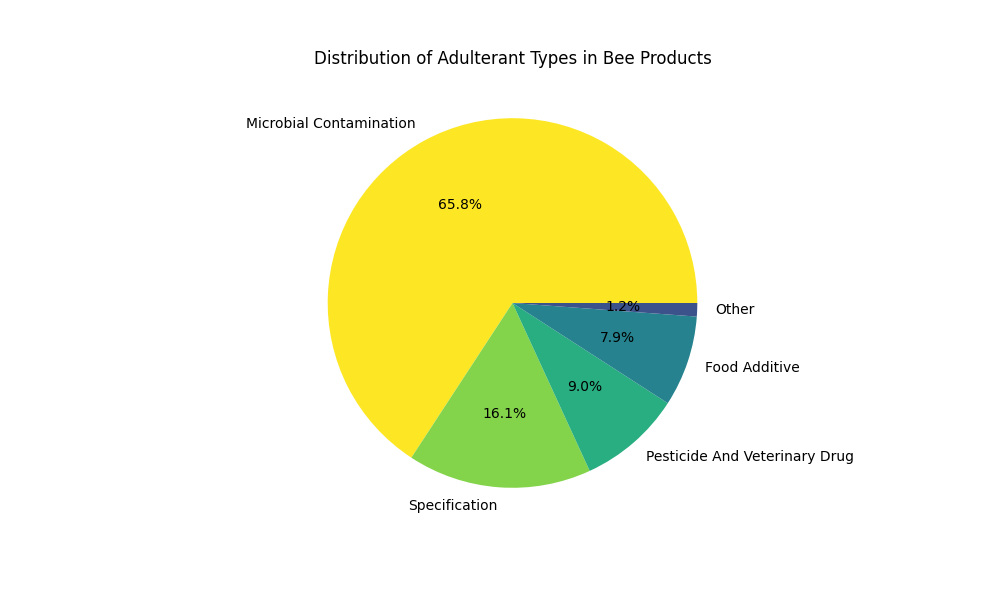 Distribution of Adulterant Types in Bee Products
Microbial Contamination
65.8%
1.2%
Other
7.9%
Food Additive
9.0%
16.1%
Pesticide And Veterinary Drug
Specification